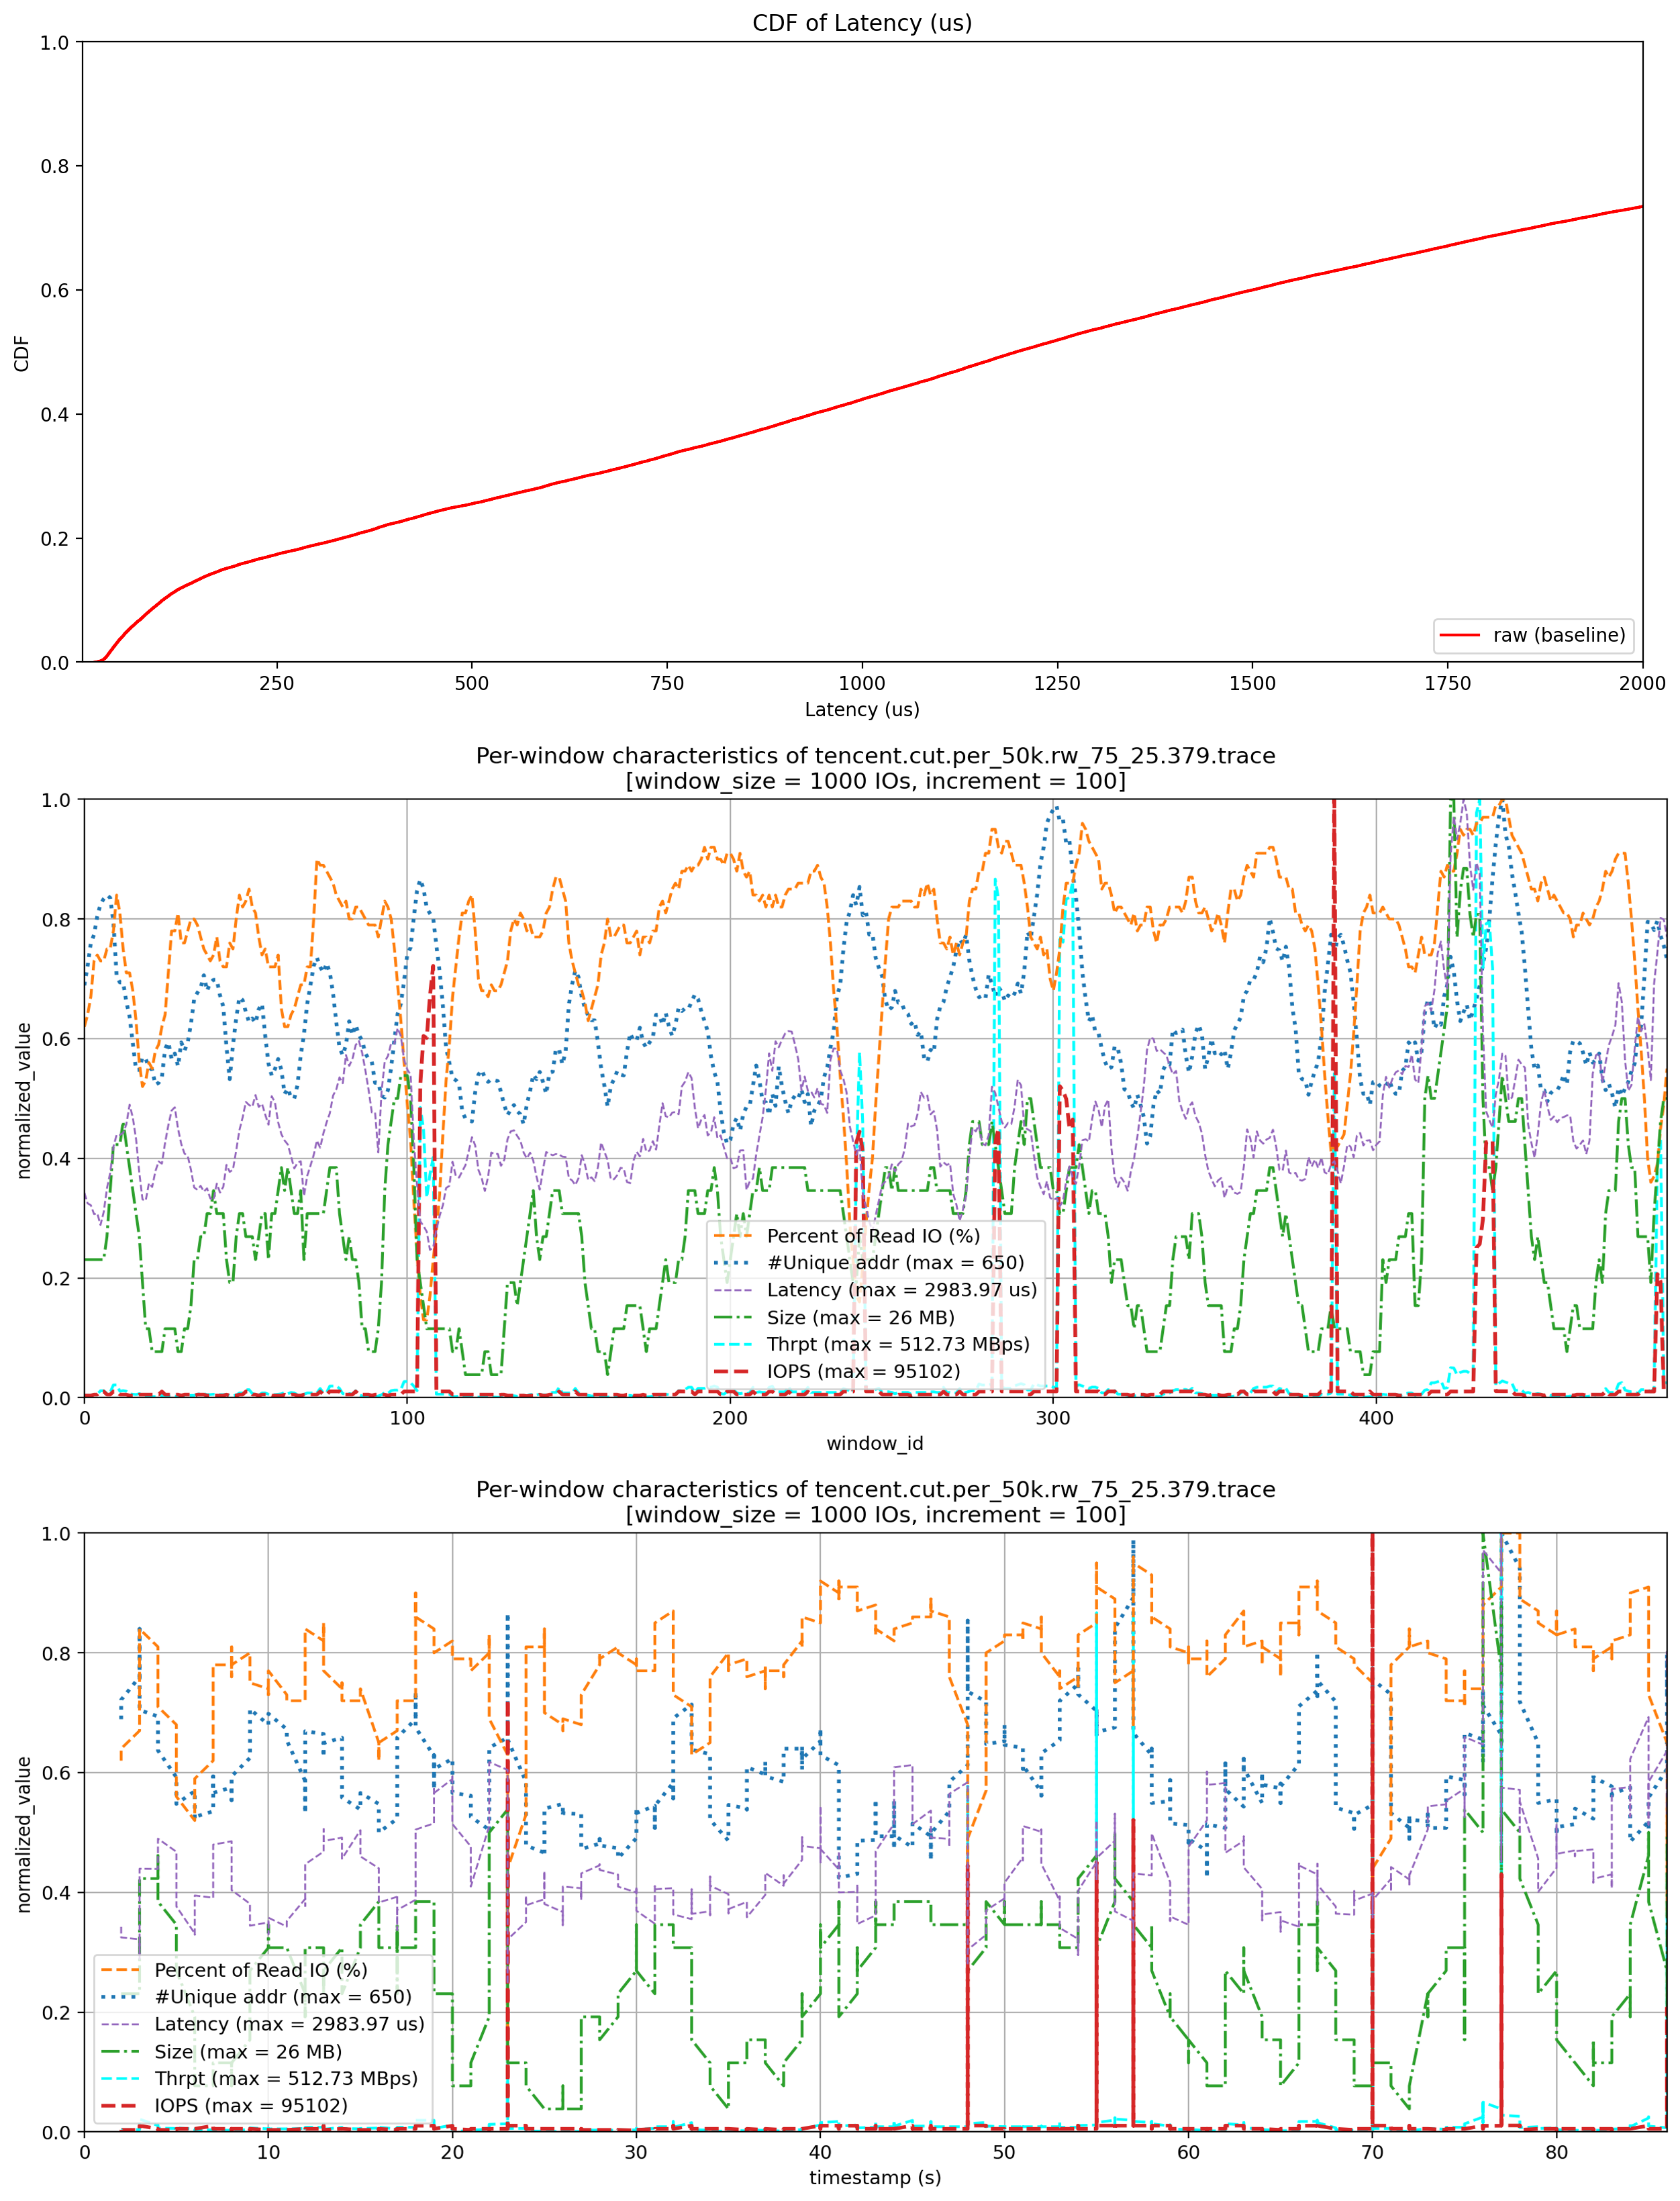 CDF of Latency (us)
1.0
0.8
0.6
0.4
0.2
0.0
CDF
raw (baseline)
250 500 750 1000 1250 1500 1750 2000
Latency (us)
Per-window characteristics of tencent.cut.per_50k.rw_75_25.379.trace
[window_size = 1000 IOs, increment = 100]
1.0
0.8
0.6
0.4
0.2
0.0
normalized_value
Percent of Read IO (%)
#Unique addr (max = 650)
Latency (max = 2983.97 us)
Size (max = 26 MB)
Thrpt (max = 512.73 MBps)
IOPS (max = 95102)
0 100 200 300 400
window_id
Per-window characteristics of tencent.cut.per_50k.rw_75_25.379.trace
[window_size = 1000 IOs, increment = 100]
1.0
0.8
0.6
0.4
0.2
0.0
normalized_value
Percent of Read IO (%)
#Unique addr (max = 650)
Latency (max = 2983.97 us)
Size (max = 26 MB)
Thrpt (max = 512.73 MBps)
IOPS (max = 95102)
0 10 20 30 40 50 60 70 80
timestamp (s)